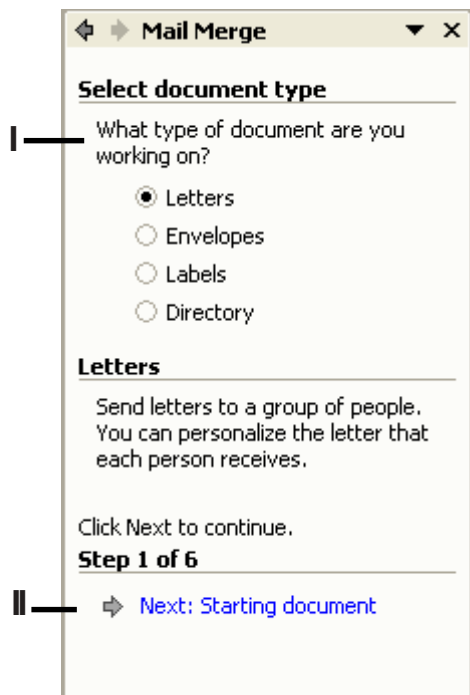 Mail Merge
Select document type
I
What type of document are you
working on?
Letters
Envelopes
Labels
Directory
Letters
Send letters to a group of people.
You can personalize the letter that
each person receives.
Click Next to continue.
Step 1 of 6
II
Next: Starting document